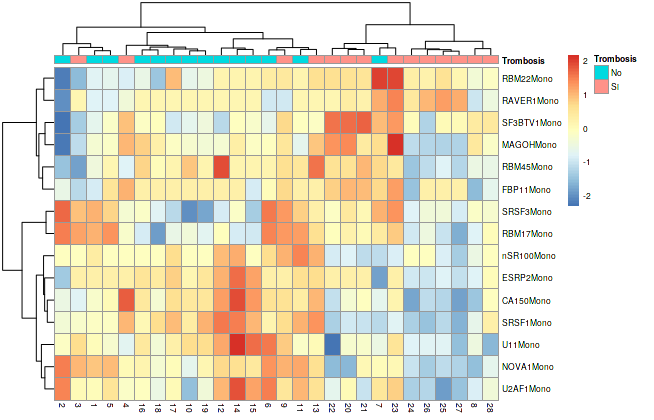 Trombosis
RBM22Mono
RAVER1Mono
SF3BTV1Mono
MAGOHMono
RBM45Mono
FBP11Mono
SRSF3Mono
RBM17Mono
nSR100Mono
ESRP2Mono
CA150Mono
SRSF1Mono
U11Mono
NOVA1Mono
U2AF1Mono
2 3 1 5 4 16 18 17 10 19 12 14 15 6 9 11 13 22 20 21 7 23 24 26 25 27 8 28
2
1
0
-1
-2
Trombosis
No
SI